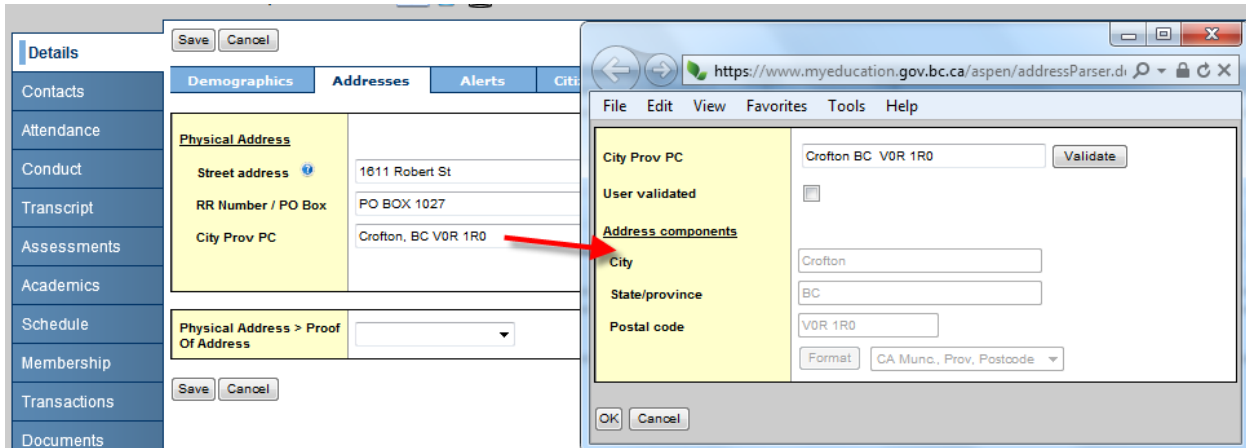 Details
Contacts
Attendance
Conduct
Transcript
Assessments
Academics
Schedule
Membership
Transactions
Documents
Save Cancel
Demographics Addresses Alerts
Physical Address
Street address 1611 Robert St
RR Number / PO Box PO BOX 1027
City Prov PC Crofton, BC V0R 1R0
Physical Address > Proof
Of Address
Save Cancel
https://www.myeducation.gov.bc.ca/aspen/addressParser.d
File Edit View Favorites Tools Help
City Prov PC Crofton BC V0R 1R0 Validate
User validated
Address components
City Crofton
State/province BC
Postal code V0R 1R0
Format CA Munc., Prov, Postcode
OK Cancel